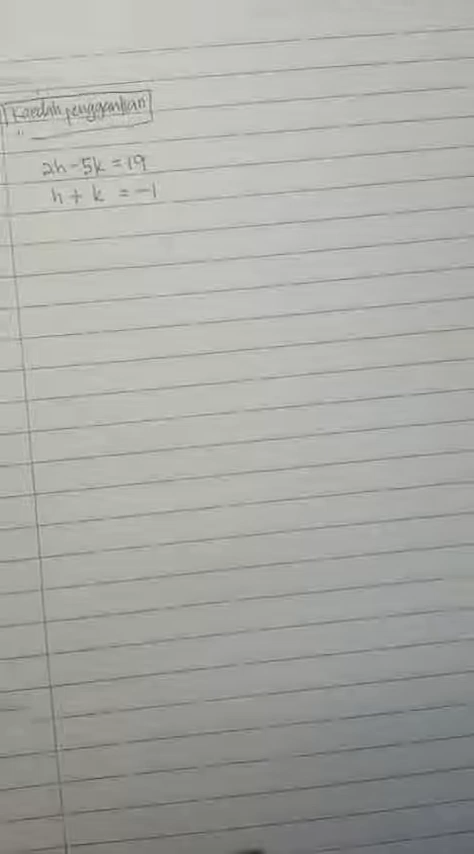 Kaedah penggantian
2h - 5k = 19
h + k = -1